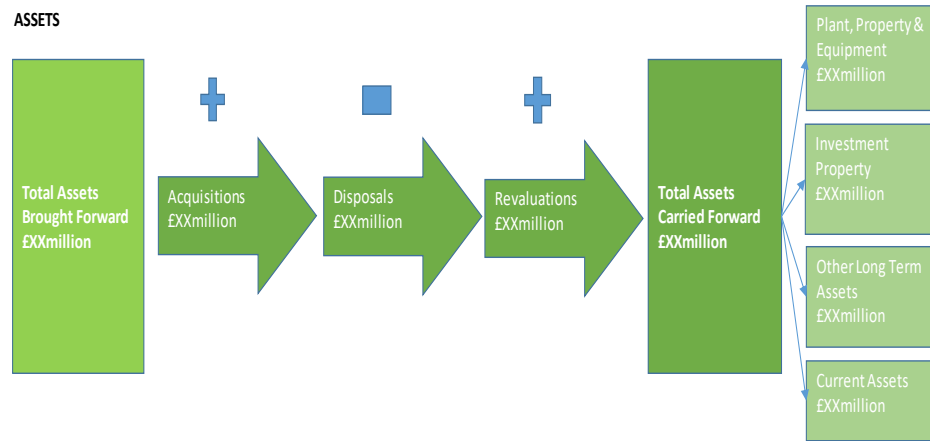 ASSETS
Total Assets
Brought Forward
£XXmillion
Acquisitions
£XXmillion
Disposals
£XXmillion
Revaluations
£XXmillion
Total Assets
Carried Forward
£XXmillion
Plant, Property &
Equipment
£XXmillion
Investment
Property
£XXmillion
Other Long Term
Assets
£XXmillion
Current Assets
£XXmillion